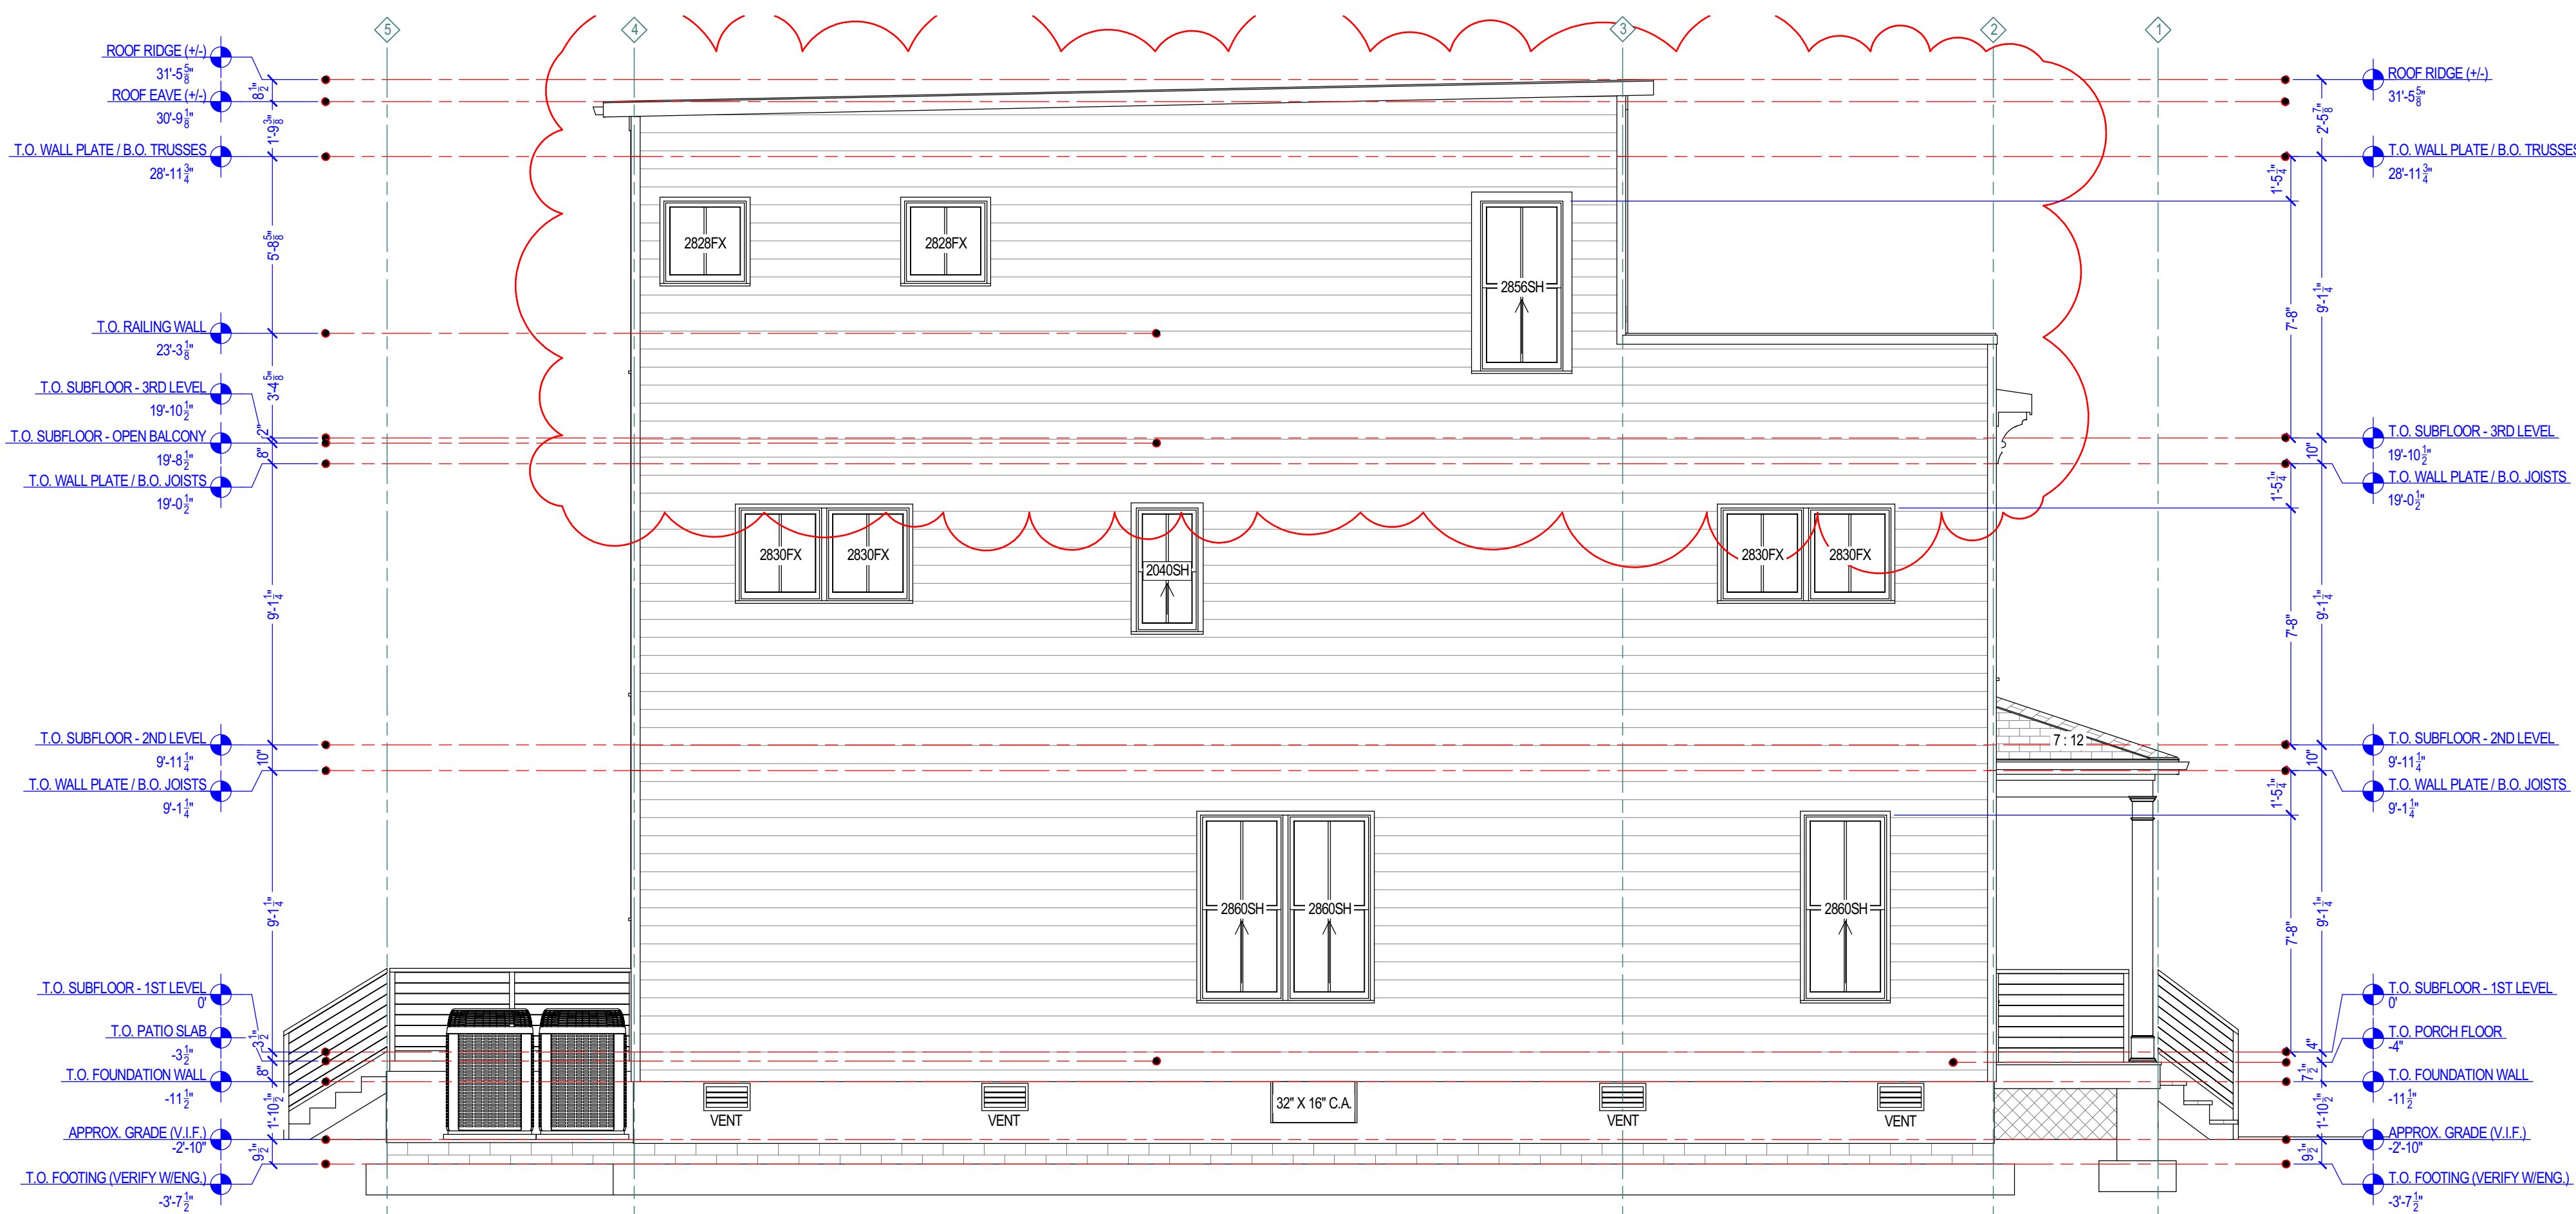 5
4
3
2
1
ROOF RIDGE (+/-)
31'-5 5/8"
ROOF EAVE (+/-)
30'-9 1/8"
T.O. WALL PLATE / B.O. TRUSSES
28'-11 3/4"
T.O. RAILING WALL
23'-3 1/8"
T.O. SUBFLOOR - 3RD LEVEL
19'-10 1/2"
T.O. SUBFLOOR - OPEN BALCONY
19'-8 1/2"
T.O. WALL PLATE / B.O. JOISTS
19'-0 1/2"
T.O. SUBFLOOR - 2ND LEVEL
9'-11 1/4"
T.O. WALL PLATE / B.O. JOISTS
9'-1 1/4"
T.O. SUBFLOOR - 1ST LEVEL
0'
T.O. PATIO SLAB
-3 1/2"
T.O. FOUNDATION WALL
-11 1/2"
APPROX. GRADE (V.I.F.)
-2'-10"
T.O. FOOTING (VERIFY W/ENG.)
-3'-7 1/2"
8 1/2"
1'-9 3/8"
5'-8 5/8"
3'-4 5/8"
2"
8"
9'-1 1/4"
10"
9'-1 1/4"
3 1/2"
8"
1'-10 1/2"
9 1/2"
2828FX
2828FX
2856SH
2830FX
2830FX
2040SH
2830FX
2830FX
7 : 12
2860SH
2860SH
2860SH
VENT
VENT
32" X 16" C.A.
VENT
VENT
1'-5 1/4"
7'-8"
1'-5 1/4"
7'-8"
1'-5 1/4"
7'-8"
2'-5 7/8"
9'-1 1/4"
10"
9'-1 1/4"
10"
9'-1 1/4"
4"
7 1/2"
1'-10 1/2"
9 1/2"
ROOF RIDGE (+/-)
31'-5 5/8"
T.O. WALL PLATE / B.O. TRUSSES
28'-11 3/4"
T.O. SUBFLOOR - 3RD LEVEL
19'-10 1/2"
T.O. WALL PLATE / B.O. JOISTS
19'-0 1/2"
T.O. SUBFLOOR - 2ND LEVEL
9'-11 1/4"
T.O. WALL PLATE / B.O. JOISTS
9'-1 1/4"
T.O. SUBFLOOR - 1ST LEVEL
0'
T.O. PORCH FLOOR
-4"
T.O. FOUNDATION WALL
-11 1/2"
APPROX. GRADE (V.I.F.)
-2'-10"
T.O. FOOTING (VERIFY W/ENG.)
-3'-7 1/2"